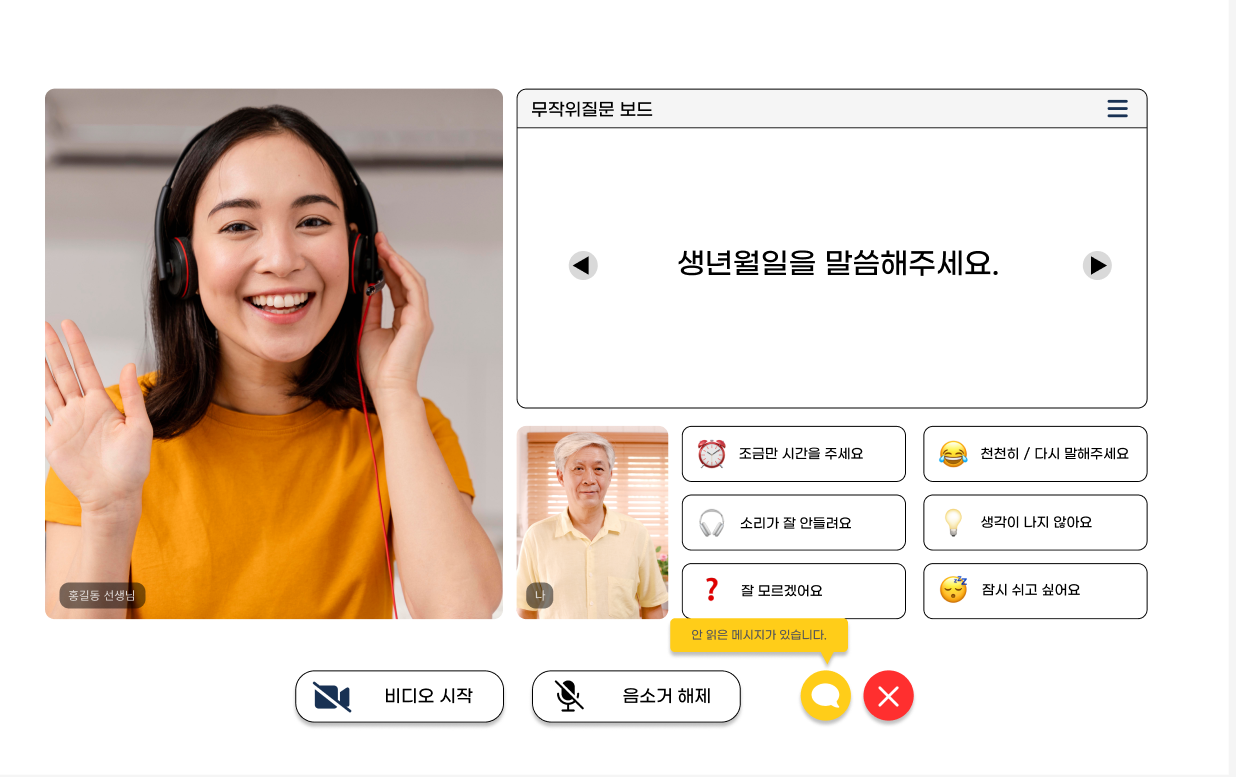 무작위질문 보드
생년월일을 말씀해주세요.
홍길동 선생님
나
조금만 시간을 주세요
천천히 / 다시 말해주세요
소리가 잘 안들려요
생각이 나지 않아요
잘 모르겠어요
잠시 쉬고 싶어요
안 읽은 메시지가 있습니다.
비디오 시작
음소거 해제